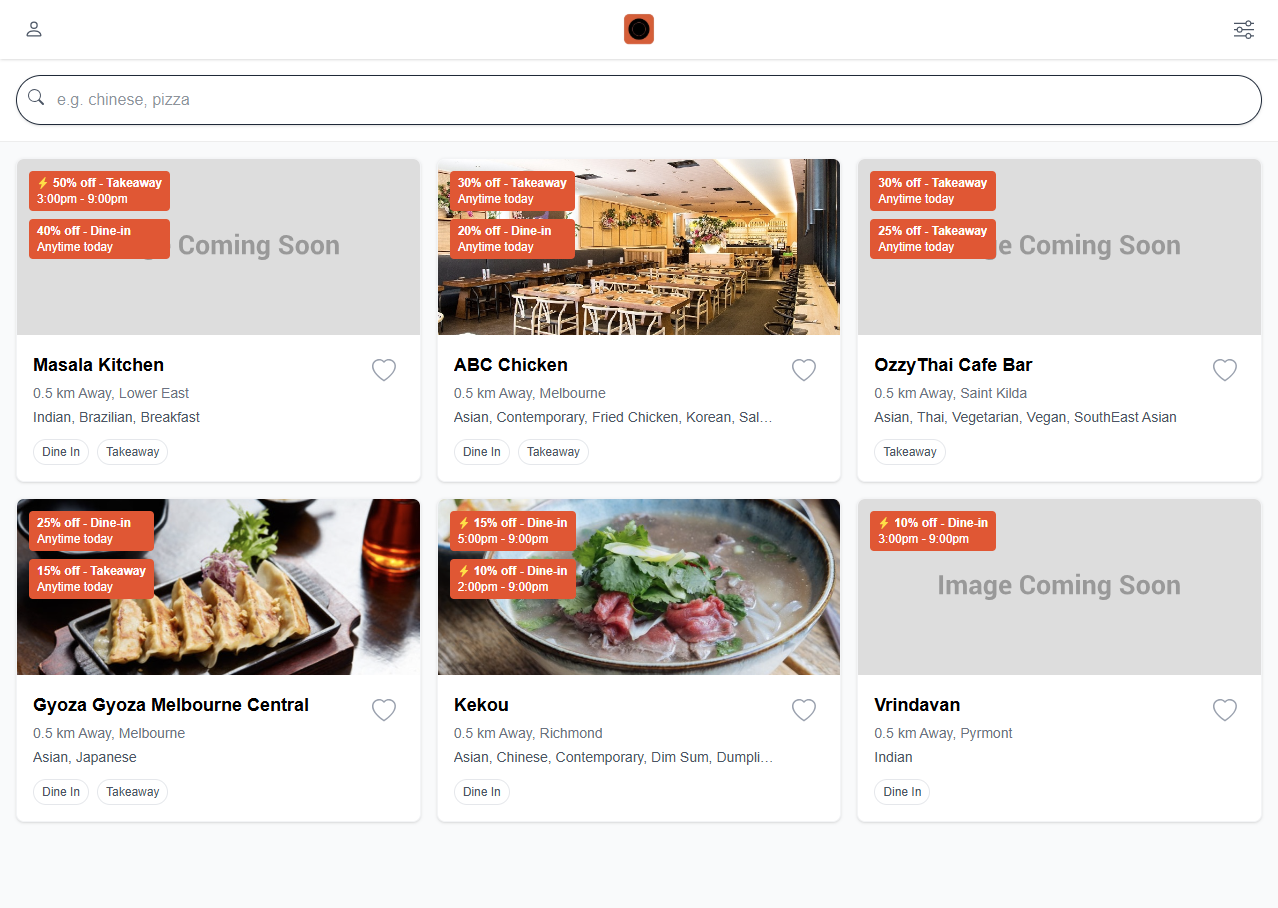 e.g. chinese, pizza
⚡ 50% off - Takeaway
3:00pm - 9:00pm
40% off - Dine-in
Anytime today
Coming Soon
Masala Kitchen
0.5 km Away, Lower East
Indian, Brazilian, Breakfast
Dine In
Takeaway
30% off - Takeaway
Anytime today
20% off - Dine-in
Anytime today
ABC Chicken
0.5 km Away, Melbourne
Asian, Contemporary, Fried Chicken, Korean, Sal…
Dine In
Takeaway
30% off - Takeaway
Anytime today
25% off - Takeaway
Anytime today
Coming Soon
OzzyThai Cafe Bar
0.5 km Away, Saint Kilda
Asian, Thai, Vegetarian, Vegan, SouthEast Asian
Takeaway
25% off - Dine-in
Anytime today
15% off - Takeaway
Anytime today
Gyoza Gyoza Melbourne Central
0.5 km Away, Melbourne
Asian, Japanese
Dine In
Takeaway
⚡ 15% off - Dine-in
5:00pm - 9:00pm
⚡ 10% off - Dine-in
2:00pm - 9:00pm
Kekou
0.5 km Away, Richmond
Asian, Chinese, Contemporary, Dim Sum, Dumpli…
Dine In
⚡ 10% off - Dine-in
3:00pm - 9:00pm
Image Coming Soon
Vrindavan
0.5 km Away, Pyrmont
Indian
Dine In